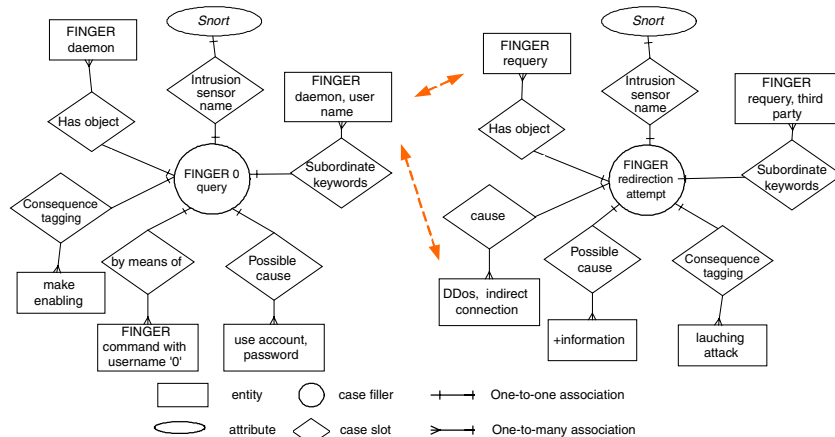 Snort
FINGER
daemon
Intrusion
sensor
name
FINGER
daemon, user
name
Has object
FINGER 0
query
Subordinate
keywords
Consequence
tagging
by means of
Possible
cause
make
enabling
FINGER
command with
username '0'
use account,
password
Snort
FINGER
requery
Intrusion
sensor
name
FINGER
requery, third
party
Has object
FINGER
redirection
attempt
Subordinate
keywords
cause
Possible
cause
Consequence
tagging
DDos, indirect
connection
+information
lauching
attack
entity
case filler
One-to-one association
attribute
case slot
One-to-many association